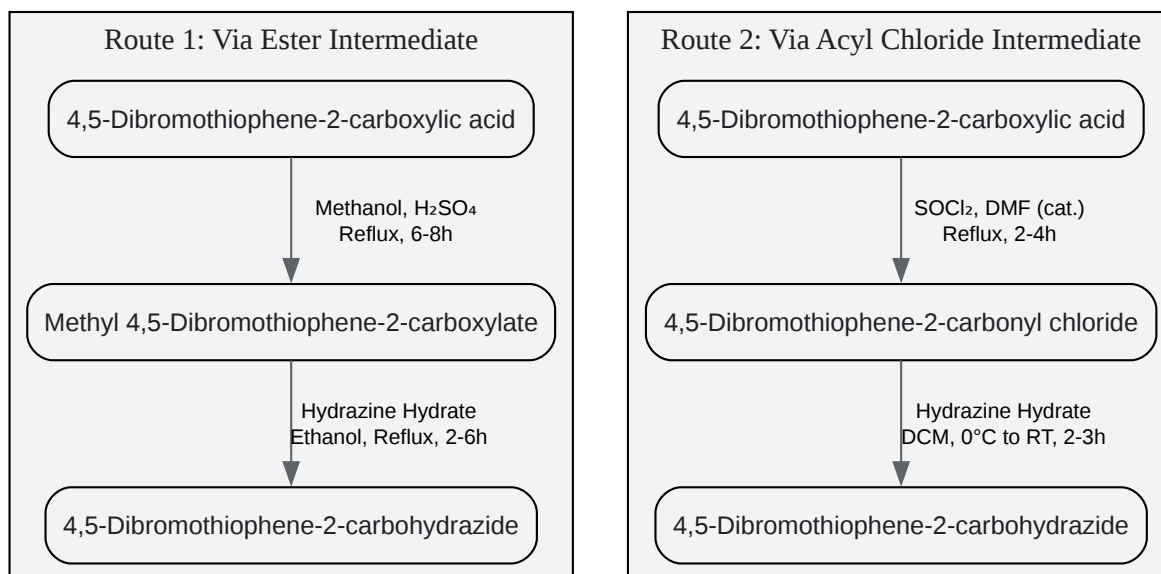 Route 1: Via Ester Intermediate
4,5-Dibromothiophene-2-carboxylic acid
Methanol, H₂SO₄
Reflux, 6-8h
Methyl 4,5-Dibromothiophene-2-carboxylate
Hydrazine Hydrate
Ethanol, Reflux, 2-6h
4,5-Dibromothiophene-2-carbohydrazide
Route 2: Via Acyl Chloride Intermediate
4,5-Dibromothiophene-2-carboxylic acid
SOCl₂, DMF (cat.)
Reflux, 2-4h
4,5-Dibromothiophene-2-carbonyl chloride
Hydrazine Hydrate
DCM, 0°C to RT, 2-3h
4,5-Dibromothiophene-2-carbohydrazide